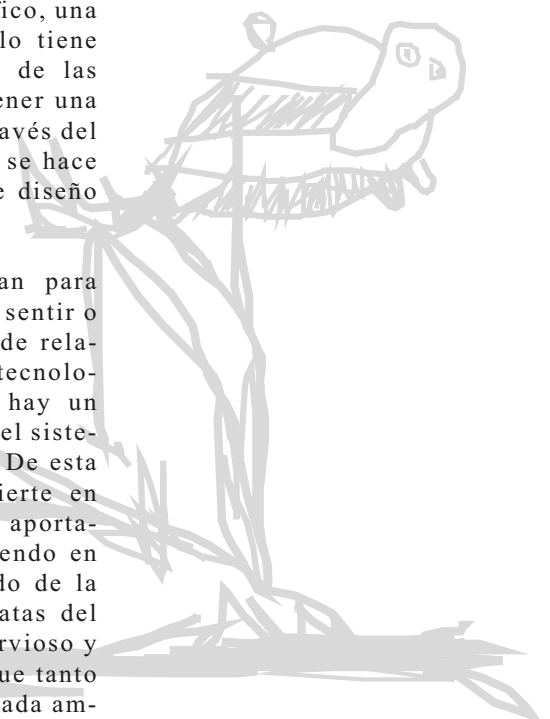 ico, una
lo tiene
de las
ener una
avés del
se hace
e diseño
an para
sentir o
de rela-
tecnolo-
hay un
el siste-
De esta
ierte en
aporta-
endo en
do de la
atas del
rvioso y
ue tanto
ada am-